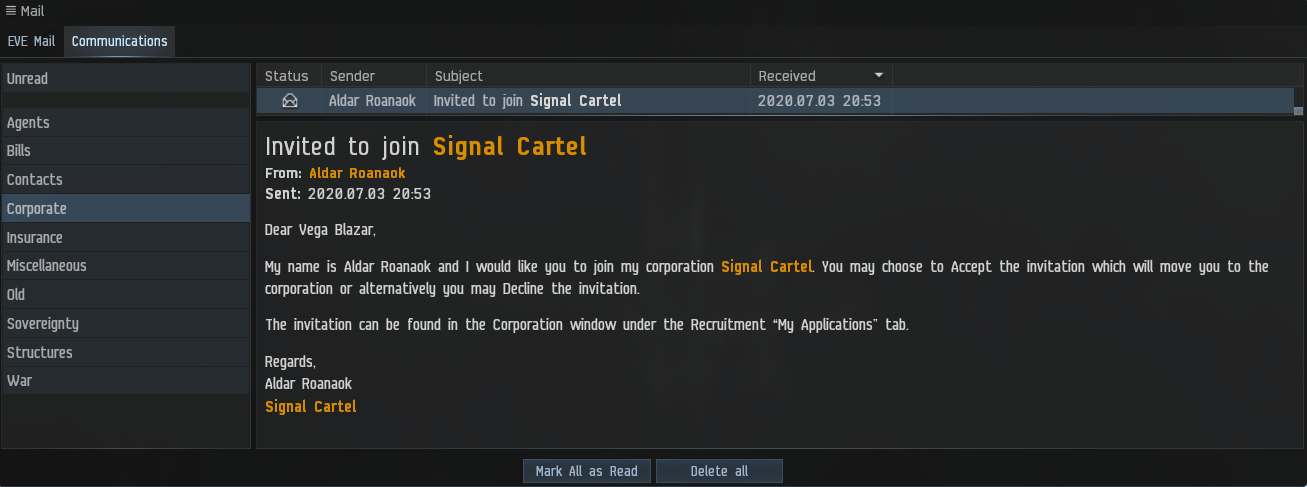 Mail
EVE Mail Communications
Unread
Agents
Bills
Contacts
Corporate
Insurance
Miscellaneous
Old
Sovereignty
Structures
War
Status Sender Subject Received
Aldar Roanaok Invited to join Signal Cartel 2020.07.03 20:53
Invited to join Signal Cartel
From: Aldar Roanaok
Sent: 2020.07.03 20:53
Dear Vega Blazar,
My name is Aldar Roanaok and I would like you to join my corporation Signal Cartel. You may choose to Accept the invitation which will move you to the
corporation or alternatively you may Decline the invitation.
The invitation can be found in the Corporation window under the Recruitment “My Applications” tab.
Regards,
Aldar Roanaok
Signal Cartel
Mark All as Read Delete all